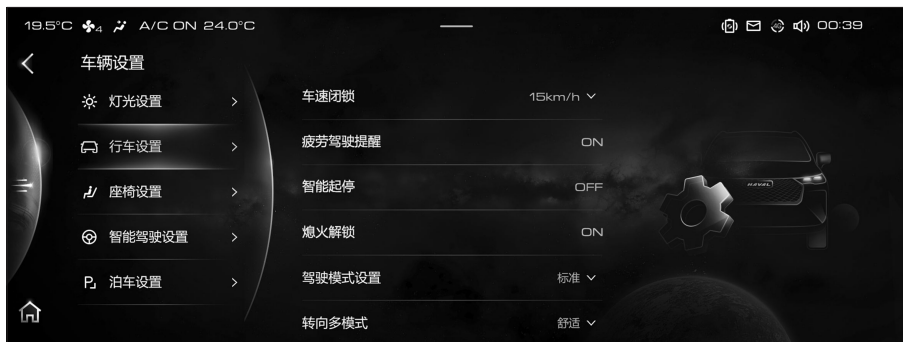 19.5°C 4 A/C ON 24.0°C 00:39
车辆设置
灯光设置
行车设置
座椅设置
智能驾驶设置
泊车设置
车速闭锁 15km/h
疲劳驾驶提醒 ON
智能起停 OFF
熄火解锁 ON
驾驶模式设置 标准
转向多模式 舒适
HAVAL